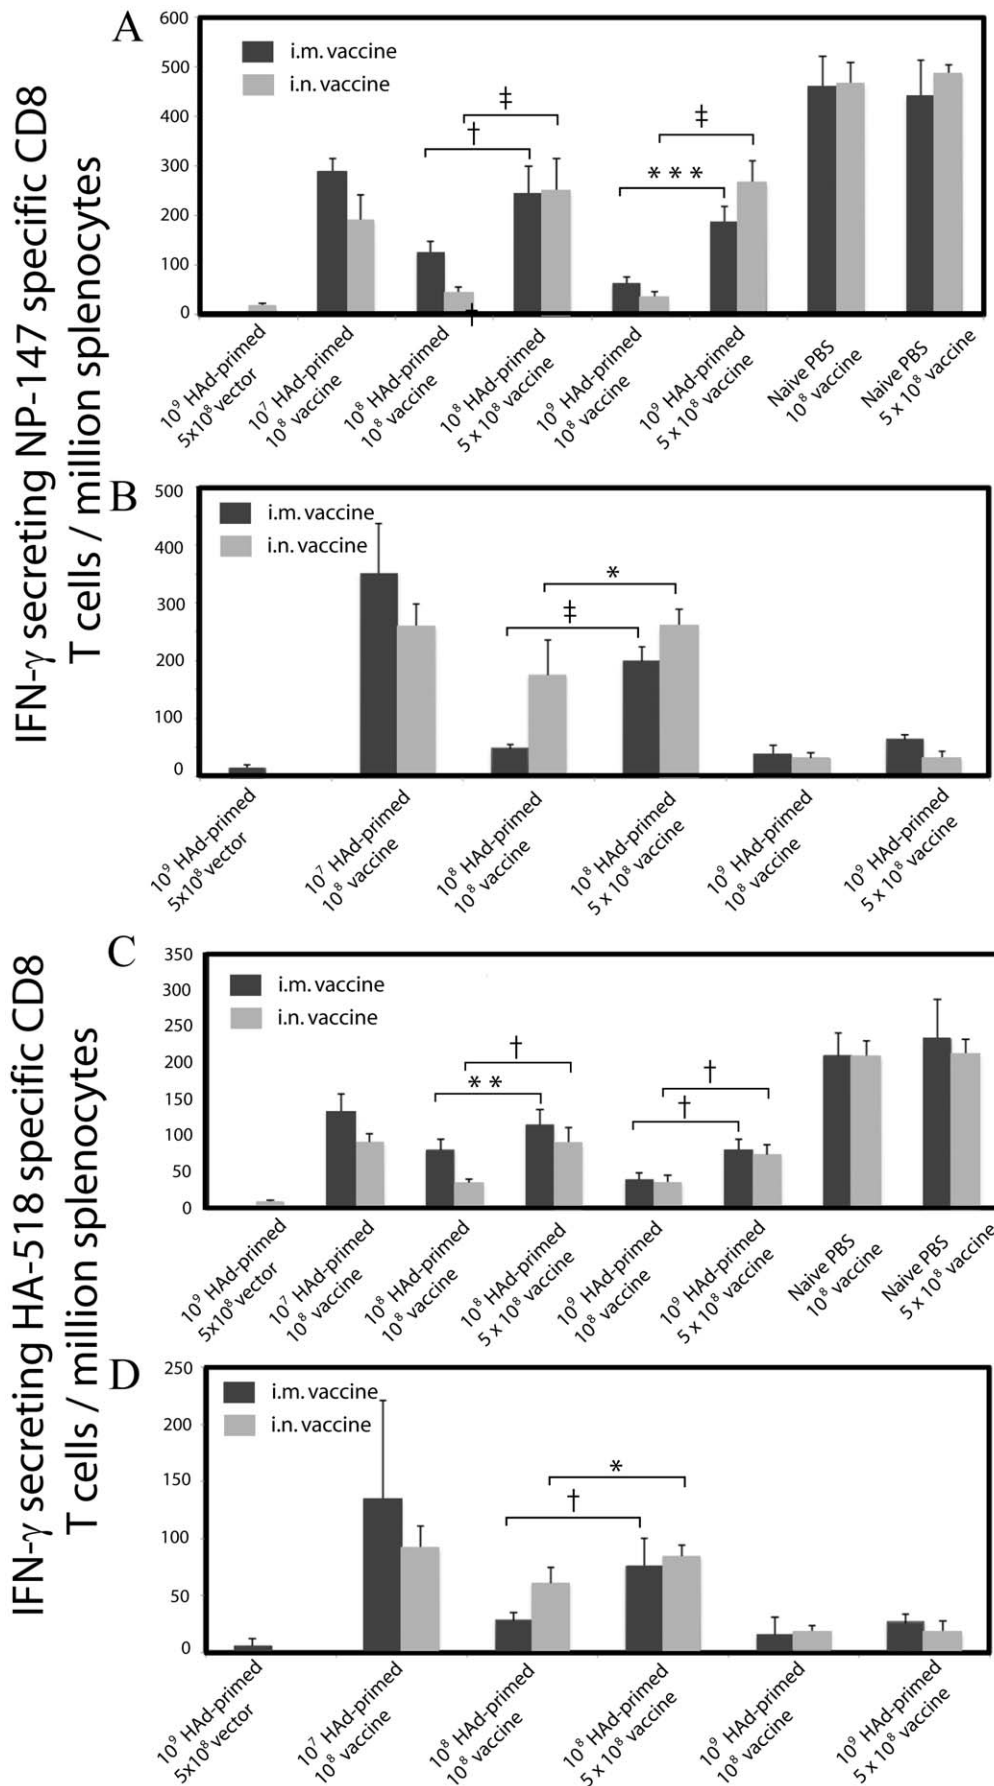 IFN-γ secreting NP-147 specific CD8
T cells / million splenocytes
A
600
500
400
300
200
100
0
i.m. vaccine
i.n. vaccine
‡
†
‡
* * *
†
10⁹ HAd-primed
5x10⁸ vector
10⁷ HAd-primed
10⁸ vaccine
10⁸ HAd-primed
10⁸ vaccine
10⁸ HAd-primed
5 x 10⁸ vaccine
10⁹ HAd-primed
10⁸ vaccine
10⁹ HAd-primed
5 x 10⁸ vaccine
Naive PBS
10⁸ vaccine
Naive PBS
5 x 10⁸ vaccine
B
500
400
300
200
100
0
i.m. vaccine
i.n. vaccine
*
‡
10⁹ HAd-primed
5x10⁸ vector
10⁷ HAd-primed
10⁸ vaccine
10⁸ HAd-primed
10⁸ vaccine
10⁸ HAd-primed
5 x 10⁸ vaccine
10⁹ HAd-primed
10⁸ vaccine
10⁹ HAd-primed
5 x 10⁸ vaccine
IFN-γ secreting HA-518 specific CD8
T cells / million splenocytes
C
350
300
250
200
150
100
50
0
i.m. vaccine
i.n. vaccine
†
* *
†
†
10⁹ HAd-primed
5x10⁸ vector
10⁷ HAd-primed
10⁸ vaccine
10⁸ HAd-primed
10⁸ vaccine
10⁸ HAd-primed
5 x 10⁸ vaccine
10⁹ HAd-primed
10⁸ vaccine
10⁹ HAd-primed
5 x 10⁸ vaccine
Naive PBS
10⁸ vaccine
Naive PBS
5 x 10⁸ vaccine
D
250
200
150
100
50
0
i.m. vaccine
i.n. vaccine
*
†
10⁹ HAd-primed
5x10⁸ vector
10⁷ HAd-primed
10⁸ vaccine
10⁸ HAd-primed
10⁸ vaccine
10⁸ HAd-primed
5 x 10⁸ vaccine
10⁹ HAd-primed
10⁸ vaccine
10⁹ HAd-primed
5 x 10⁸ vaccine